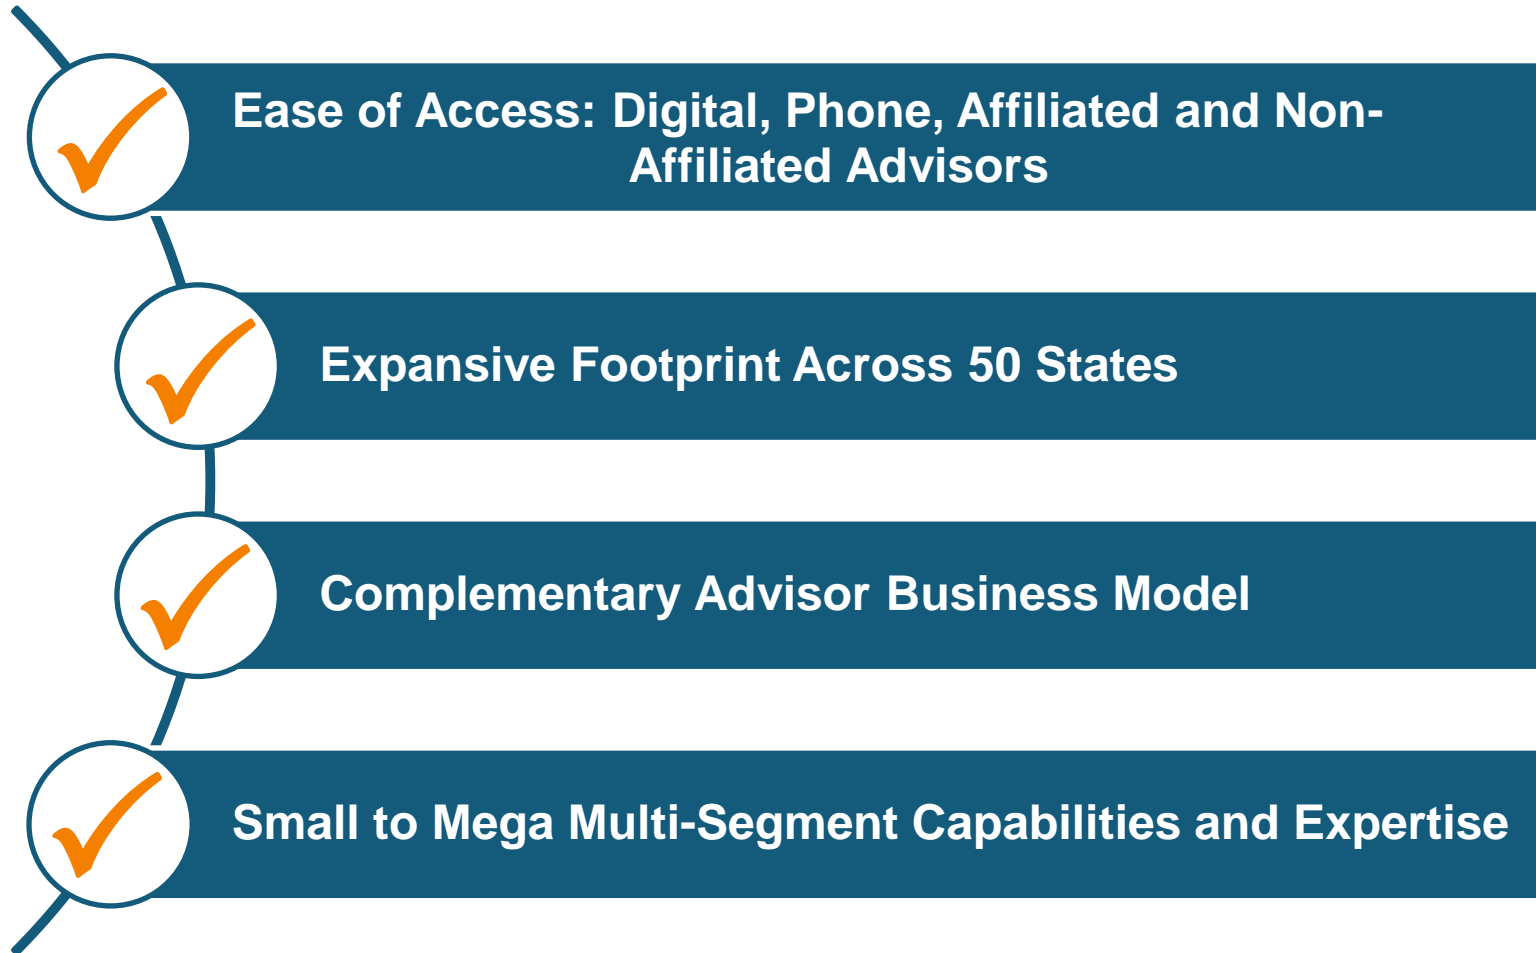 Ease of Access: Digital, Phone, Affiliated and Non-
Affiliated Advisors
Expansive Footprint Across 50 States
Complementary Advisor Business Model
Small to Mega Multi-Segment Capabilities and Expertise